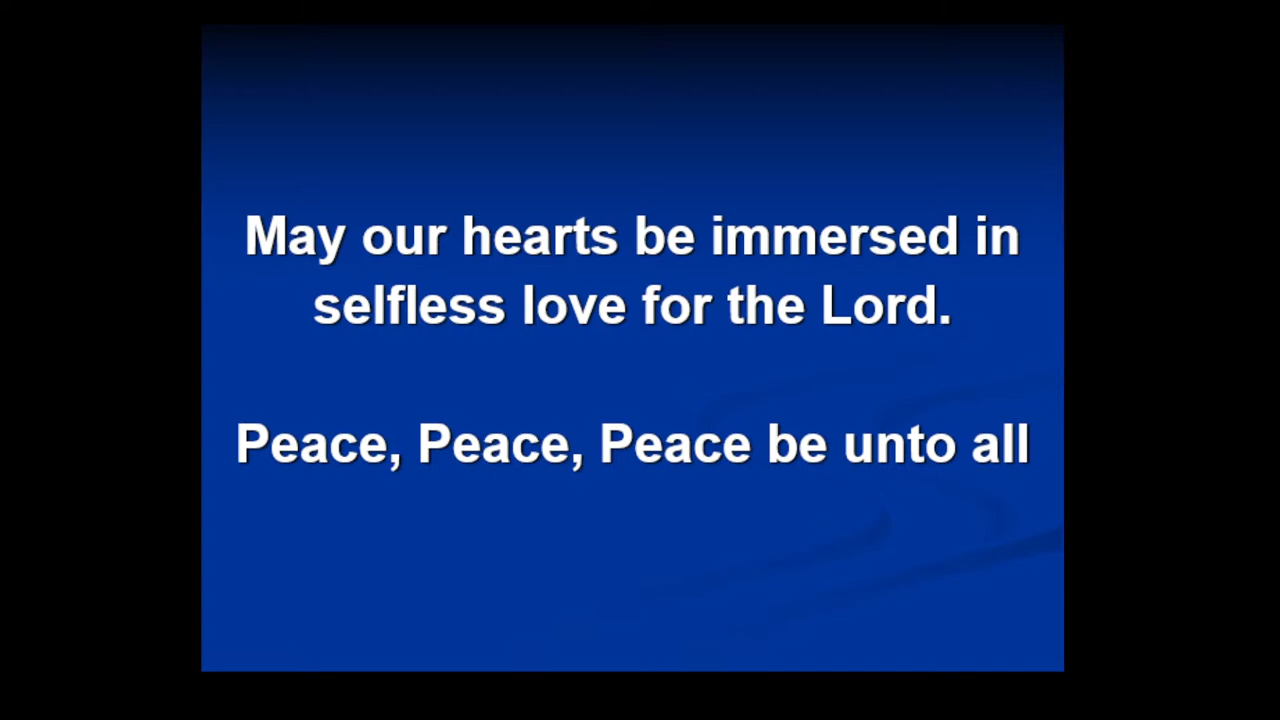 May our hearts be immersed in
selfless love for the Lord.
Peace, Peace, Peace be unto all